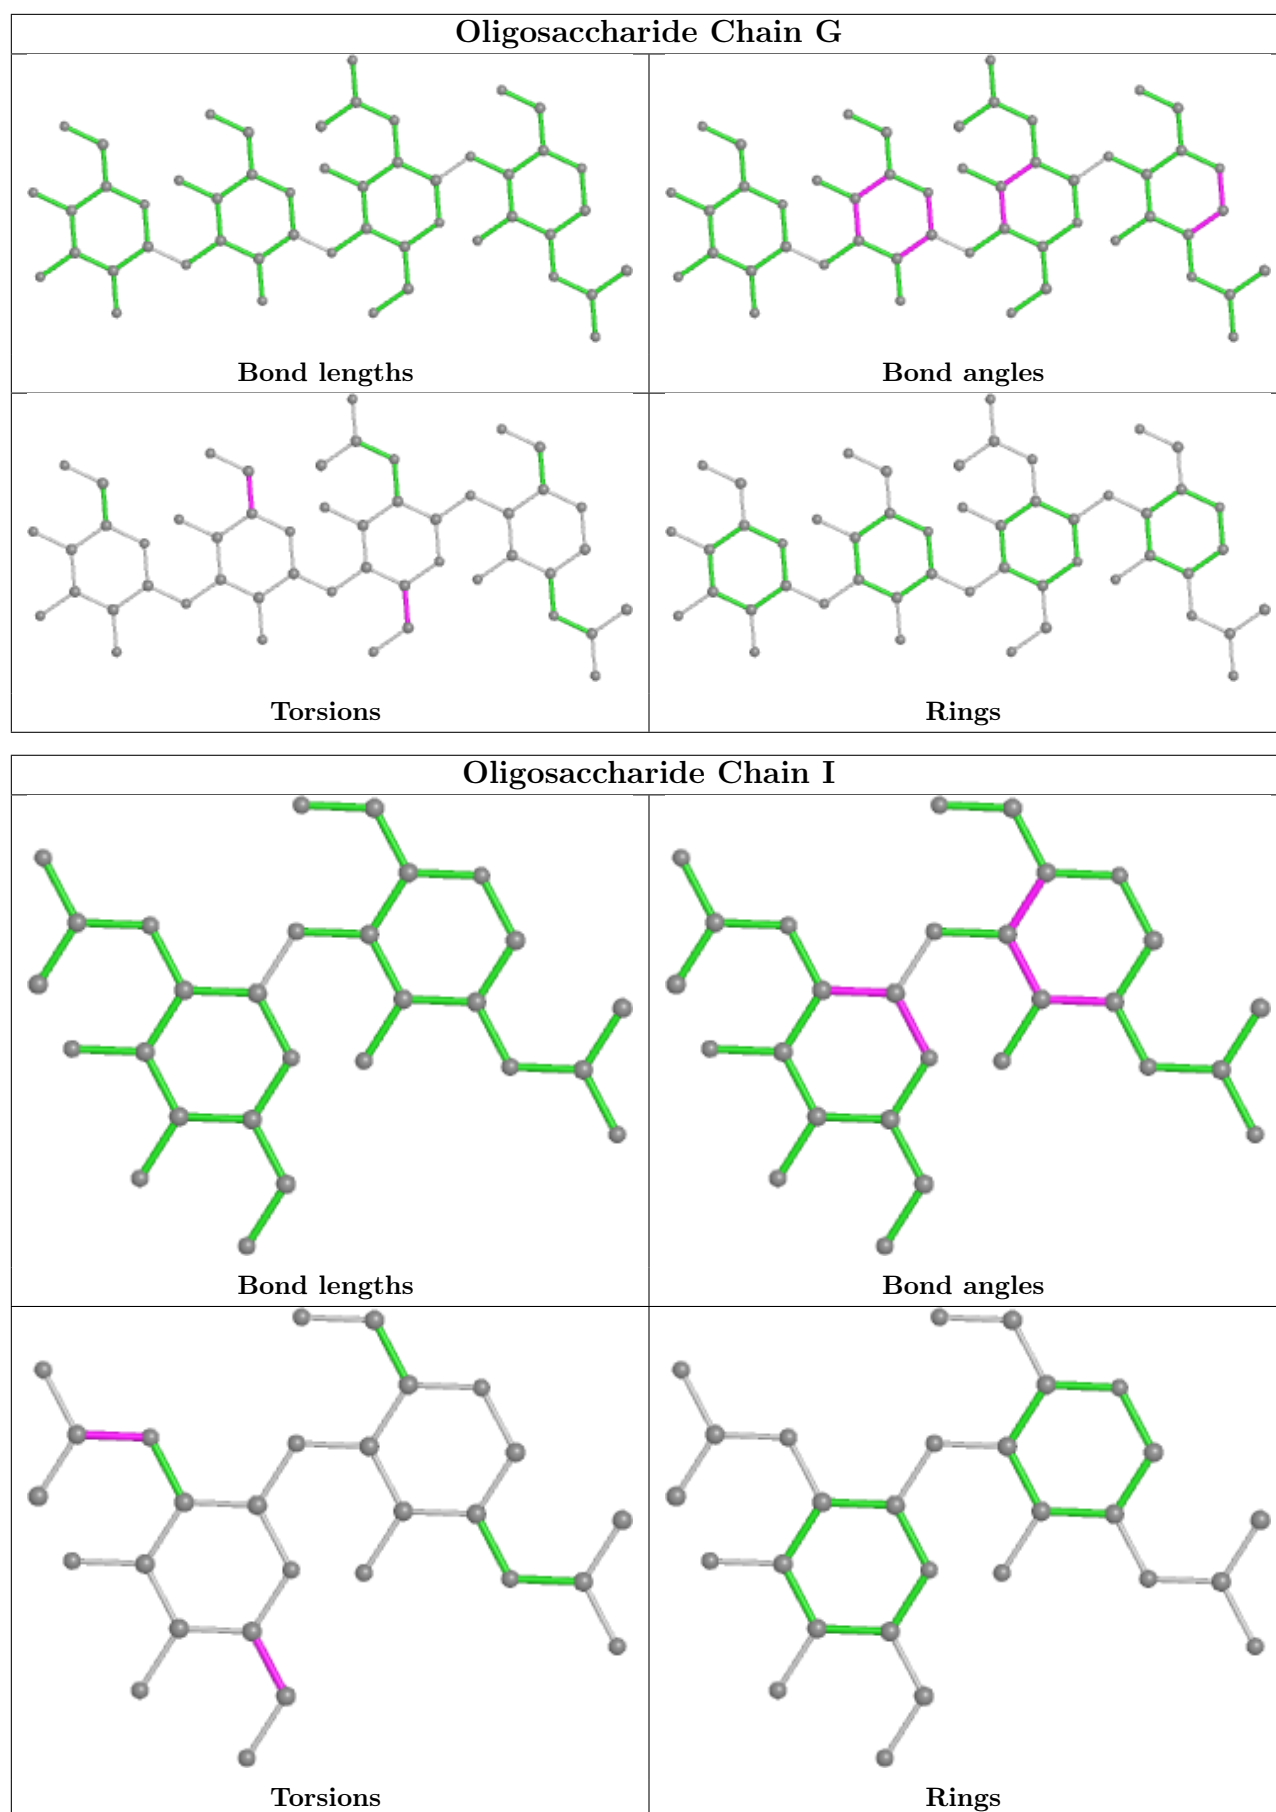 Oligosaccharide Chain G
Bond lengths
Bond angles
Torsions
Rings
Oligosaccharide Chain I
Bond lengths
Bond angles
Torsions
Rings